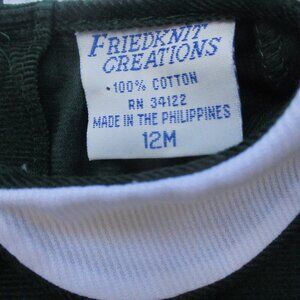 FRIEDKNIT
CREATIONS
100% COTTON
RN 34122
MADE IN THE PHILIPPINES
12M